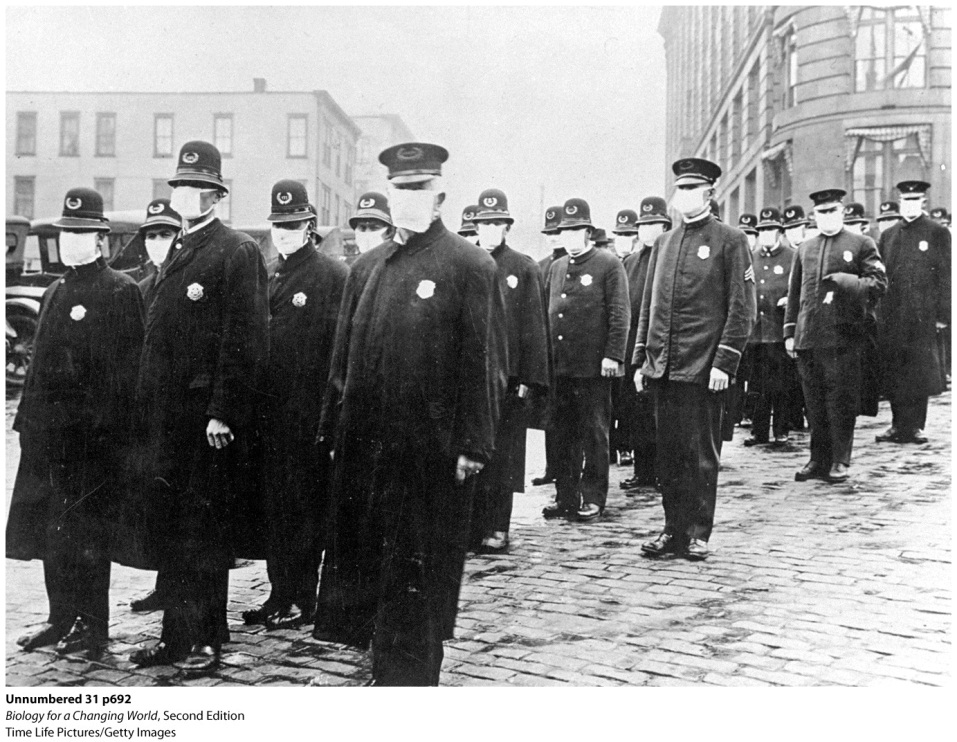 Unnumbered 31 p692
Biology for a Changing World, Second Edition
Time Life Pictures/Getty Images